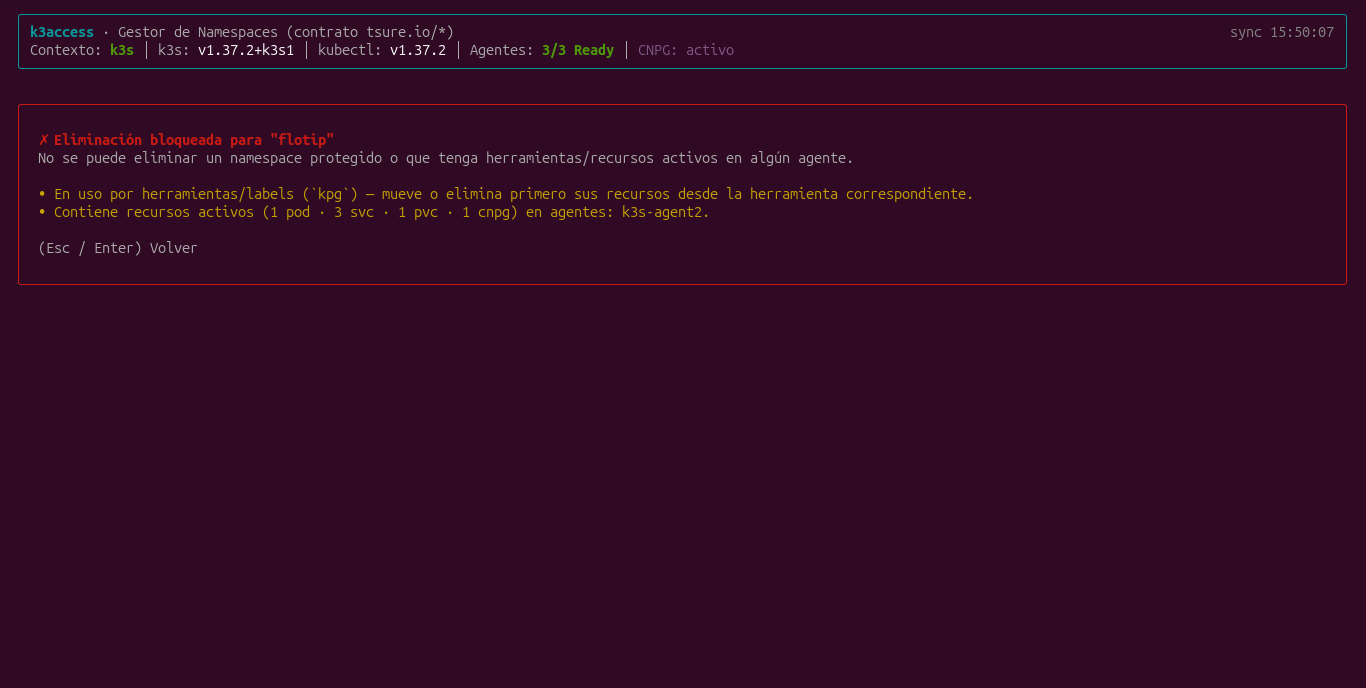 k3access · Gestor de Namespaces (contrato tsure.io/*) sync 15:50:07
Contexto: k3s │ k3s: v1.37.2+k3s1 │ kubectl: v1.37.2 │ Agentes: 3/3 Ready │ CNPG: activo
✗ Eliminación bloqueada para "flotip"
No se puede eliminar un namespace protegido o que tenga herramientas/recursos activos en algún agente.
• En uso por herramientas/labels (`kpg`) — mueve o elimina primero sus recursos desde la herramienta correspondiente.
• Contiene recursos activos (1 pod · 3 svc · 1 pvc · 1 cnpg) en agentes: k3s-agent2.
(Esc / Enter) Volver